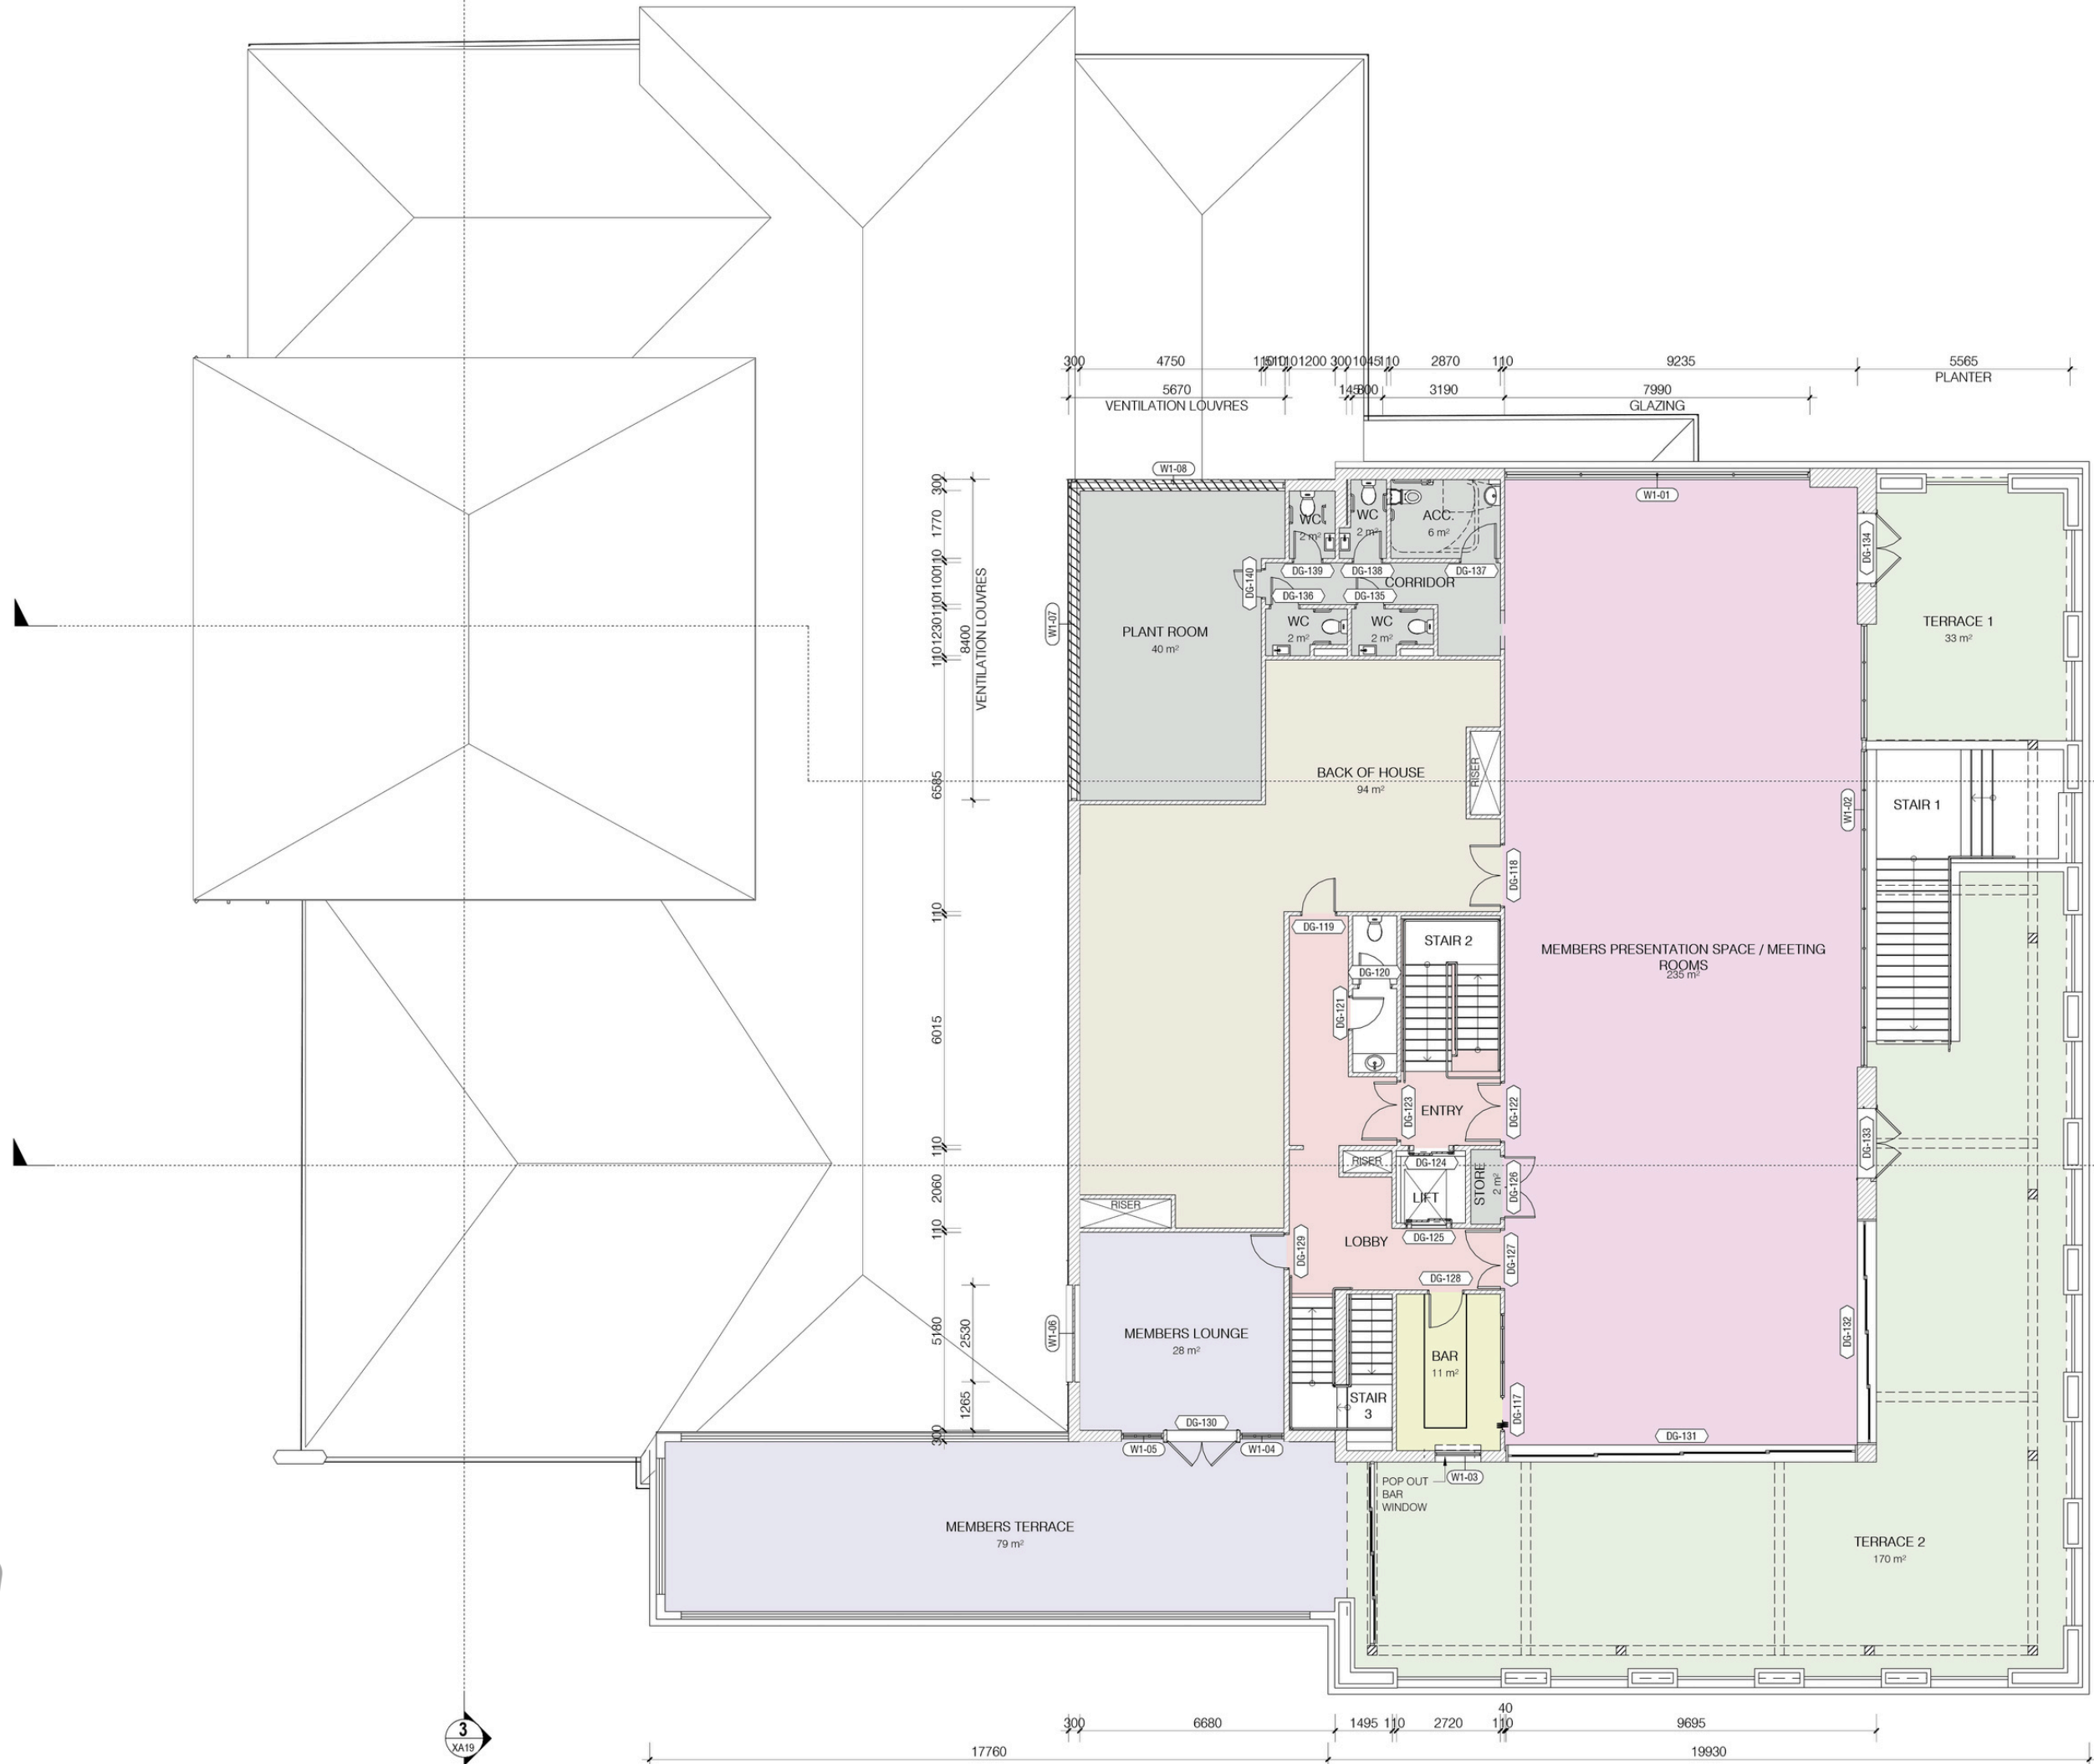 300
4750
1200
300
1045
110
2870
110
9235
5565
PLANTER
5670
VENTILATION LOUVRES
145
800
3190
7990
GLAZING
W1-08
W1-01
300
1770
110
1100
110
1230
110
8400
VENTILATION LOUVRES
W1-07
6585
110
6015
110
2060
110
5180
2530
1265
300
W1-06
WC
2 m²
WC
2 m²
ACC.
6 m²
DG-134
DG-139
DG-138
DG-137
DG-140
CORRIDOR
DG-136
DG-135
WC
2 m²
WC
2 m²
PLANT ROOM
40 m²
TERRACE 1
33 m²
BACK OF HOUSE
94 m²
RISER
W1-02
STAIR 1
DG-118
DG-119
STAIR 2
DG-120
DG-121
MEMBERS PRESENTATION SPACE / MEETING
ROOMS
235 m²
DG-123
ENTRY
DG-122
DG-133
RISER
DG-124
LIFT
STORE
2 m²
DG-126
RISER
LOBBY
DG-125
DG-129
DG-127
DG-128
MEMBERS LOUNGE
28 m²
BAR
11 m²
DG-132
STAIR
3
DG-117
DG-130
DG-131
W1-05
W1-04
W1-03
POP OUT
BAR
WINDOW
MEMBERS TERRACE
79 m²
TERRACE 2
170 m²
3
XA19
300
6680
1495
110
2720
40
110
9695
17760
19930